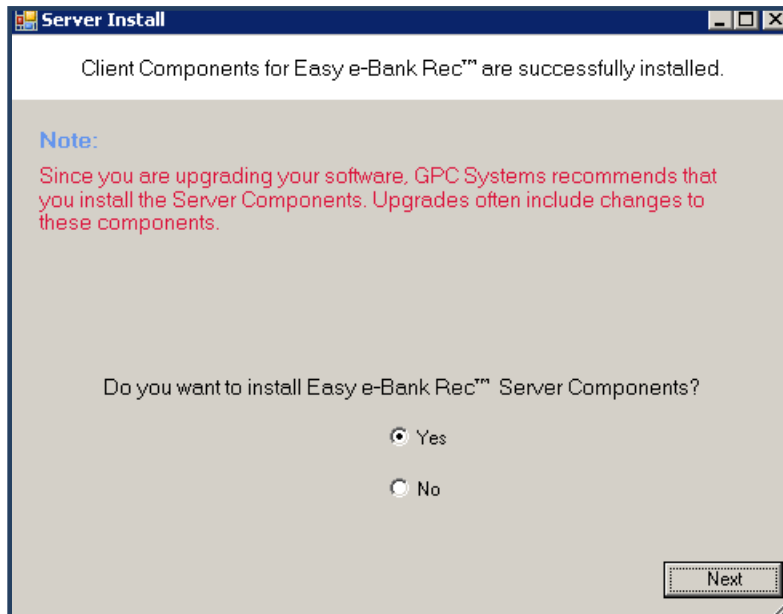 Server Install
Client Components for Easy e-Bank Rec™ are successfully installed.
Note:
Since you are upgrading your software, GPC Systems recommends that
you install the Server Components. Upgrades often include changes to
these components.
Do you want to install Easy e-Bank Rec™ Server Components?
Yes
No
Next